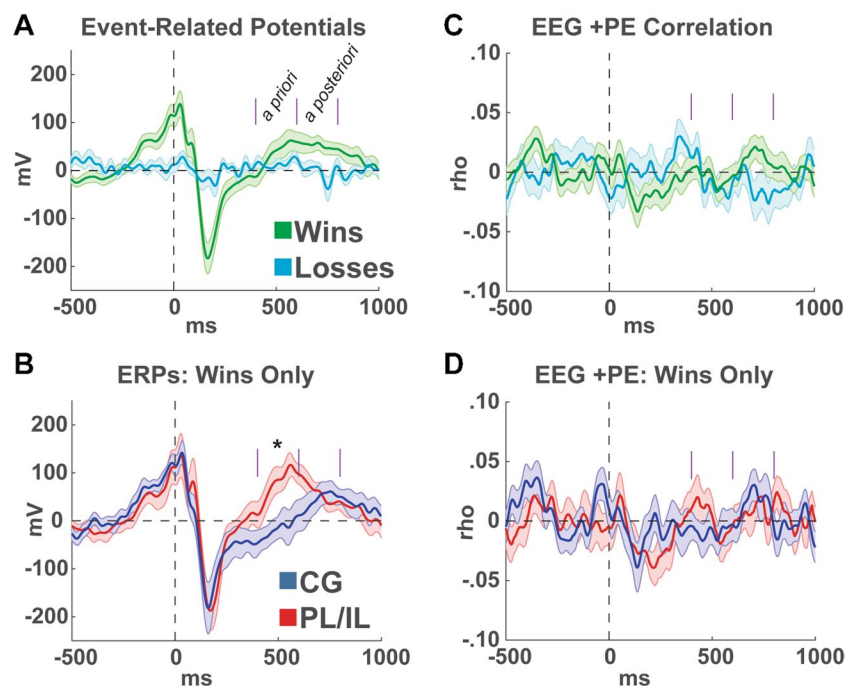 A
Event-Related Potentials
a priori
a posteriori
200
100
0
-100
-200
mV
Wins
Losses
-500 0 500 1000
ms
C
EEG +PE Correlation
.10
.05
0
-.05
-.10
rho
-500 0 500 1000
ms
B
ERPs: Wins Only
*
200
100
0
-100
-200
mV
CG
PL/IL
-500 0 500 1000
ms
D
EEG +PE: Wins Only
.10
.05
0
-.05
-.10
rho
-500 0 500 1000
ms